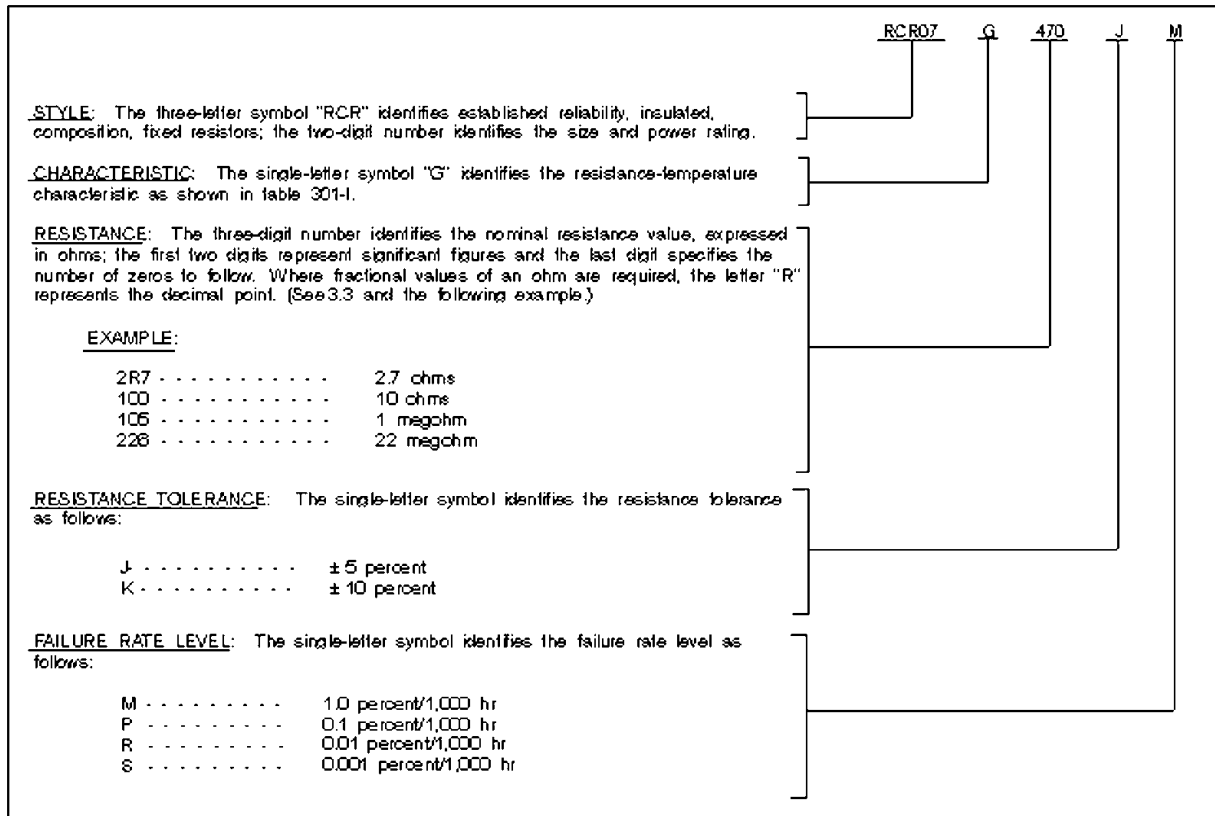 RCR07 G 470 J M
STYLE: The three-letter symbol "RCR" identifies established reliability, insulated,
composition, fixed resistors; the two-digit number identifies the size and power rating.
CHARACTERISTIC: The single-letter symbol "G" identifies the resistance-temperature
characteristic as shown in table 301-I.
RESISTANCE: The three-digit number identifies the nominal resistance value, expressed
in ohms; the first two digits represent significant figures and the last digit specifies the
number of zeros to follow. Where fractional values of an ohm are required, the letter "R"
represents the decimal point. (See 3.3 and the following example.)
EXAMPLE:
2R7 - - - - - - - - - - - 2.7 ohms
100 - - - - - - - - - - - 10 ohms
105 - - - - - - - - - - - 1 megohm
226 - - - - - - - - - - - 22 megohm
RESISTANCE TOLERANCE: The single-letter symbol identifies the resistance tolerance
as follows:
J - - - - - - - - - - ± 5 percent
K - - - - - - - - - - ± 10 percent
FAILURE RATE LEVEL: The single-letter symbol identifies the failure rate level as
follows:
M - - - - - - - - - 1.0 percent/1,000 hr
P - - - - - - - - - 0.1 percent/1,000 hr
R - - - - - - - - - 0.01 percent/1,000 hr
S - - - - - - - - - 0.001 percent/1,000 hr